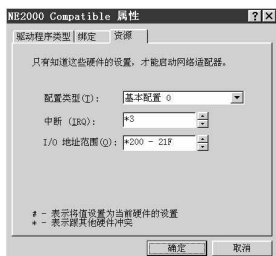 NE2000 Compatible 属性
驱动程序类型 绑定 资源
只有知道这些硬件的设置，才能启动网络适配器。
配置类型(T)： 基本配置 0
中断 (IRQ)： *3
I/O 地址范围(O)： *200 - 21F
# - 表示将值设置为当前硬件的设置
* - 表示跟其他硬件冲突
确定 取消